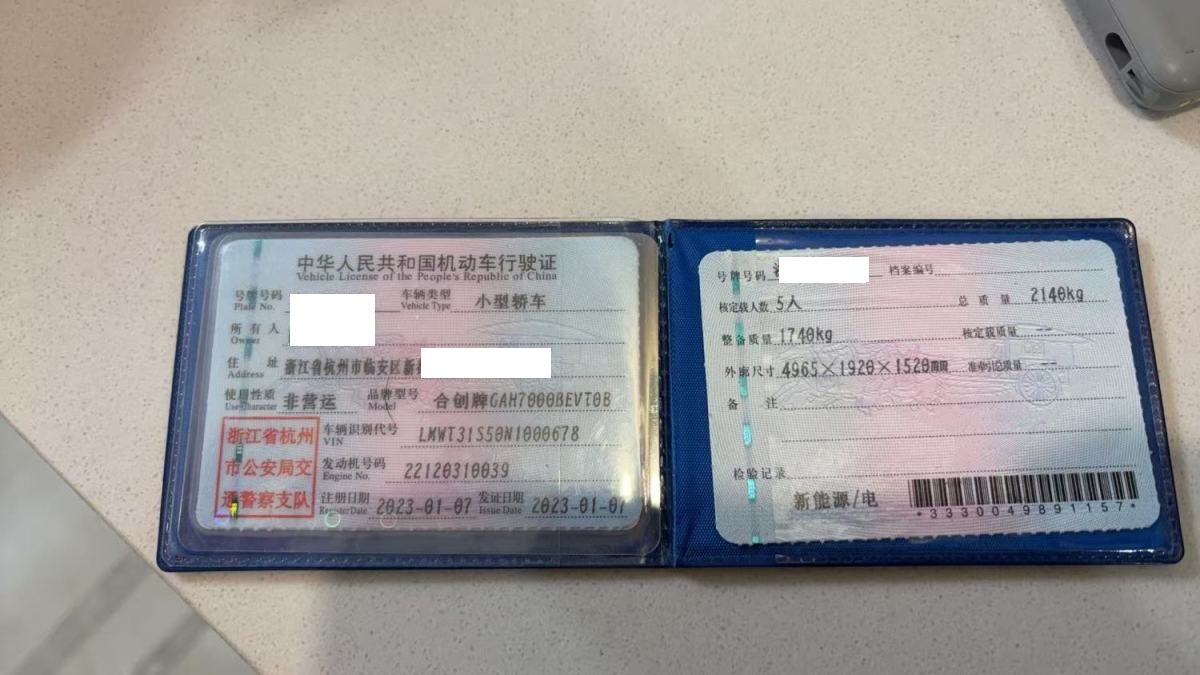 中华人民共和国机动车行驶证
Vehicle License of the People's Republic of China
号牌号码 Plate No. 车辆类型 Vehicle Type 小型轿车
所有人 Owner
住址 Address 浙江省杭州市临安区
使用性质 Use Character 非营运 品牌型号 Model 合创牌GAH7000BEVT0B
浙江省杭州市公安局交通警察支队
车辆识别代号 VIN LMWT31S50N1000678
发动机号码 Engine No. 22120310039
注册日期 Register Date 2023-01-07 发证日期 Issue Date 2023-01-07
号牌号码 档案编号
核定载人数 5人 总质量 2140kg
整备质量 1740kg 核定载质量 --
外廓尺寸 4965×1920×1520mm 准牵引总质量 --
备注
检验记录
新能源/电
*3330049891157*